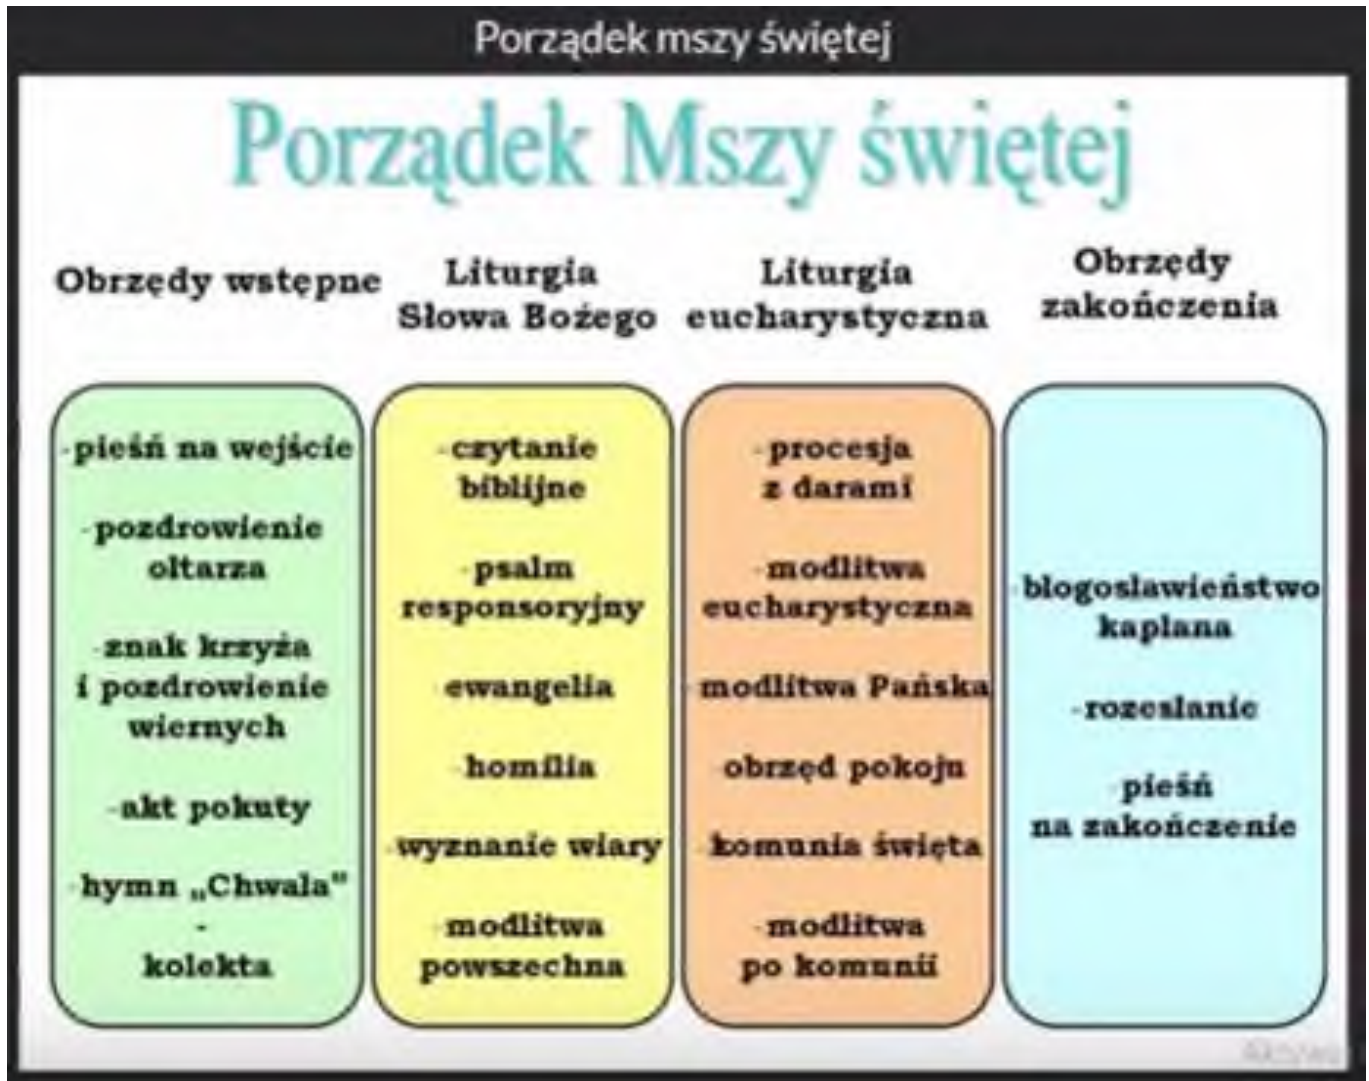 Porządek mszy świętej
Porządek Mszy świętej
Obrzędy wstępne
-pieśń na wejście
-pozdrowienie
ołtarza
-znak krzyża
i pozdrowienie
wiernych
-akt pokuty
-hymn „Chwała"
-
kolekta
Liturgia
Słowa Bożego
-czytanie
biblijne
-psalm
responsoryjny
-ewangelia
-homilia
-wyznanie wiary
-modlitwa
powszechna
Liturgia
eucharystyczna
-procesja
z darami
-modlitwa
eucharystyczna
-modlitwa Pańska
-obrzęd pokoju
-komunia święta
-modlitwa
po komunii
Obrzędy
zakończenia
-błogosławieństwo
kapłana
-rozesłanie
-pieśń
na zakończenie